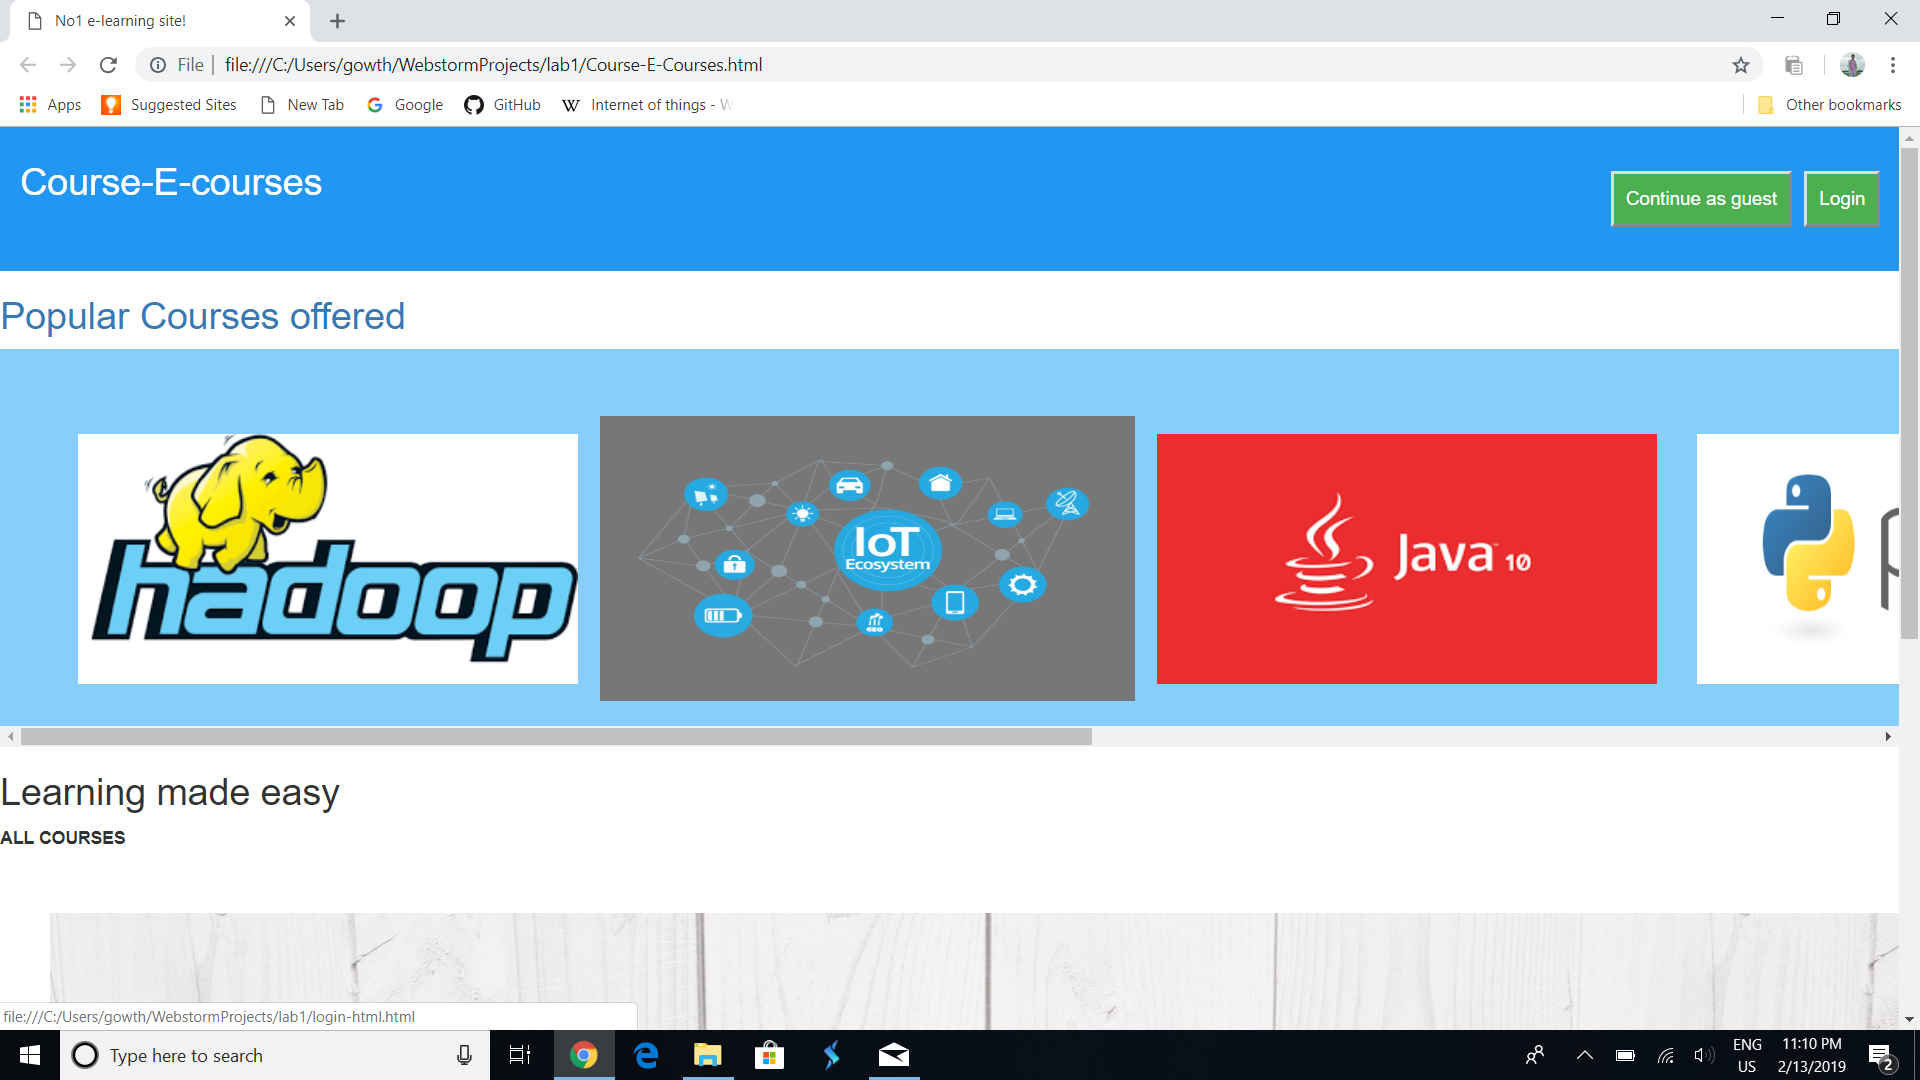 No1 e-learning site!
File
file:///C:/Users/gowth/WebstormProjects/lab1/Course-E-Courses.html
Apps
Suggested Sites
New Tab
Google
GitHub
Internet of things - W
Other bookmarks
Course-E-courses
Continue as guest
Login
Popular Courses offered
hadoop
IoT
Ecosystem
Java 10
Learning made easy
ALL COURSES
file:///C:/Users/gowth/WebstormProjects/lab1/login-html.html
Type here to search
ENG
US
11:10 PM
2/13/2019
2